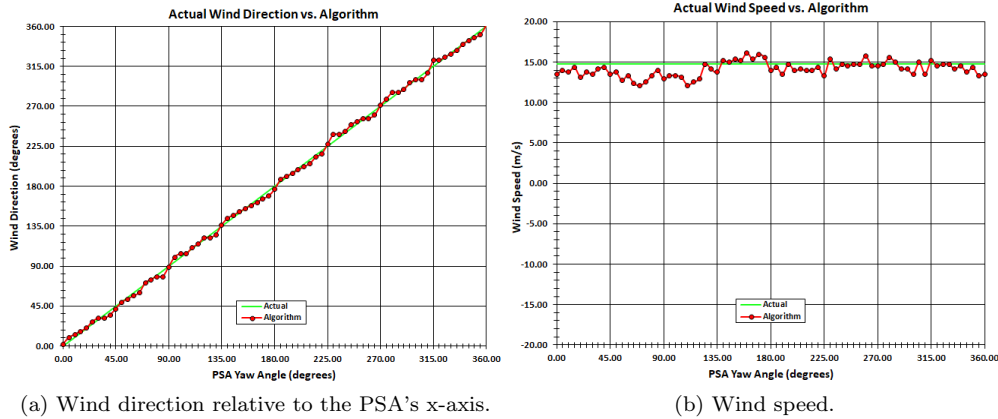 Actual Wind Direction vs. Algorithm
Wind Direction (degrees)
360.00
315.00
270.00
225.00
180.00
135.00
90.00
45.00
0.00
0.00 45.00 90.00 135.00 180.00 225.00 270.00 315.00 360.00
PSA Yaw Angle (degrees)
Actual
Algorithm
(a) Wind direction relative to the PSA's x-axis.
Actual Wind Speed vs. Algorithm
Wind Speed (m/s)
20.00
15.00
10.00
5.00
0.00
-5.00
-10.00
-15.00
-20.00
0.00 45.00 90.00 135.00 180.00 225.00 270.00 315.00 360.00
PSA Yaw Angle (degrees)
Actual
Algorithm
(b) Wind speed.